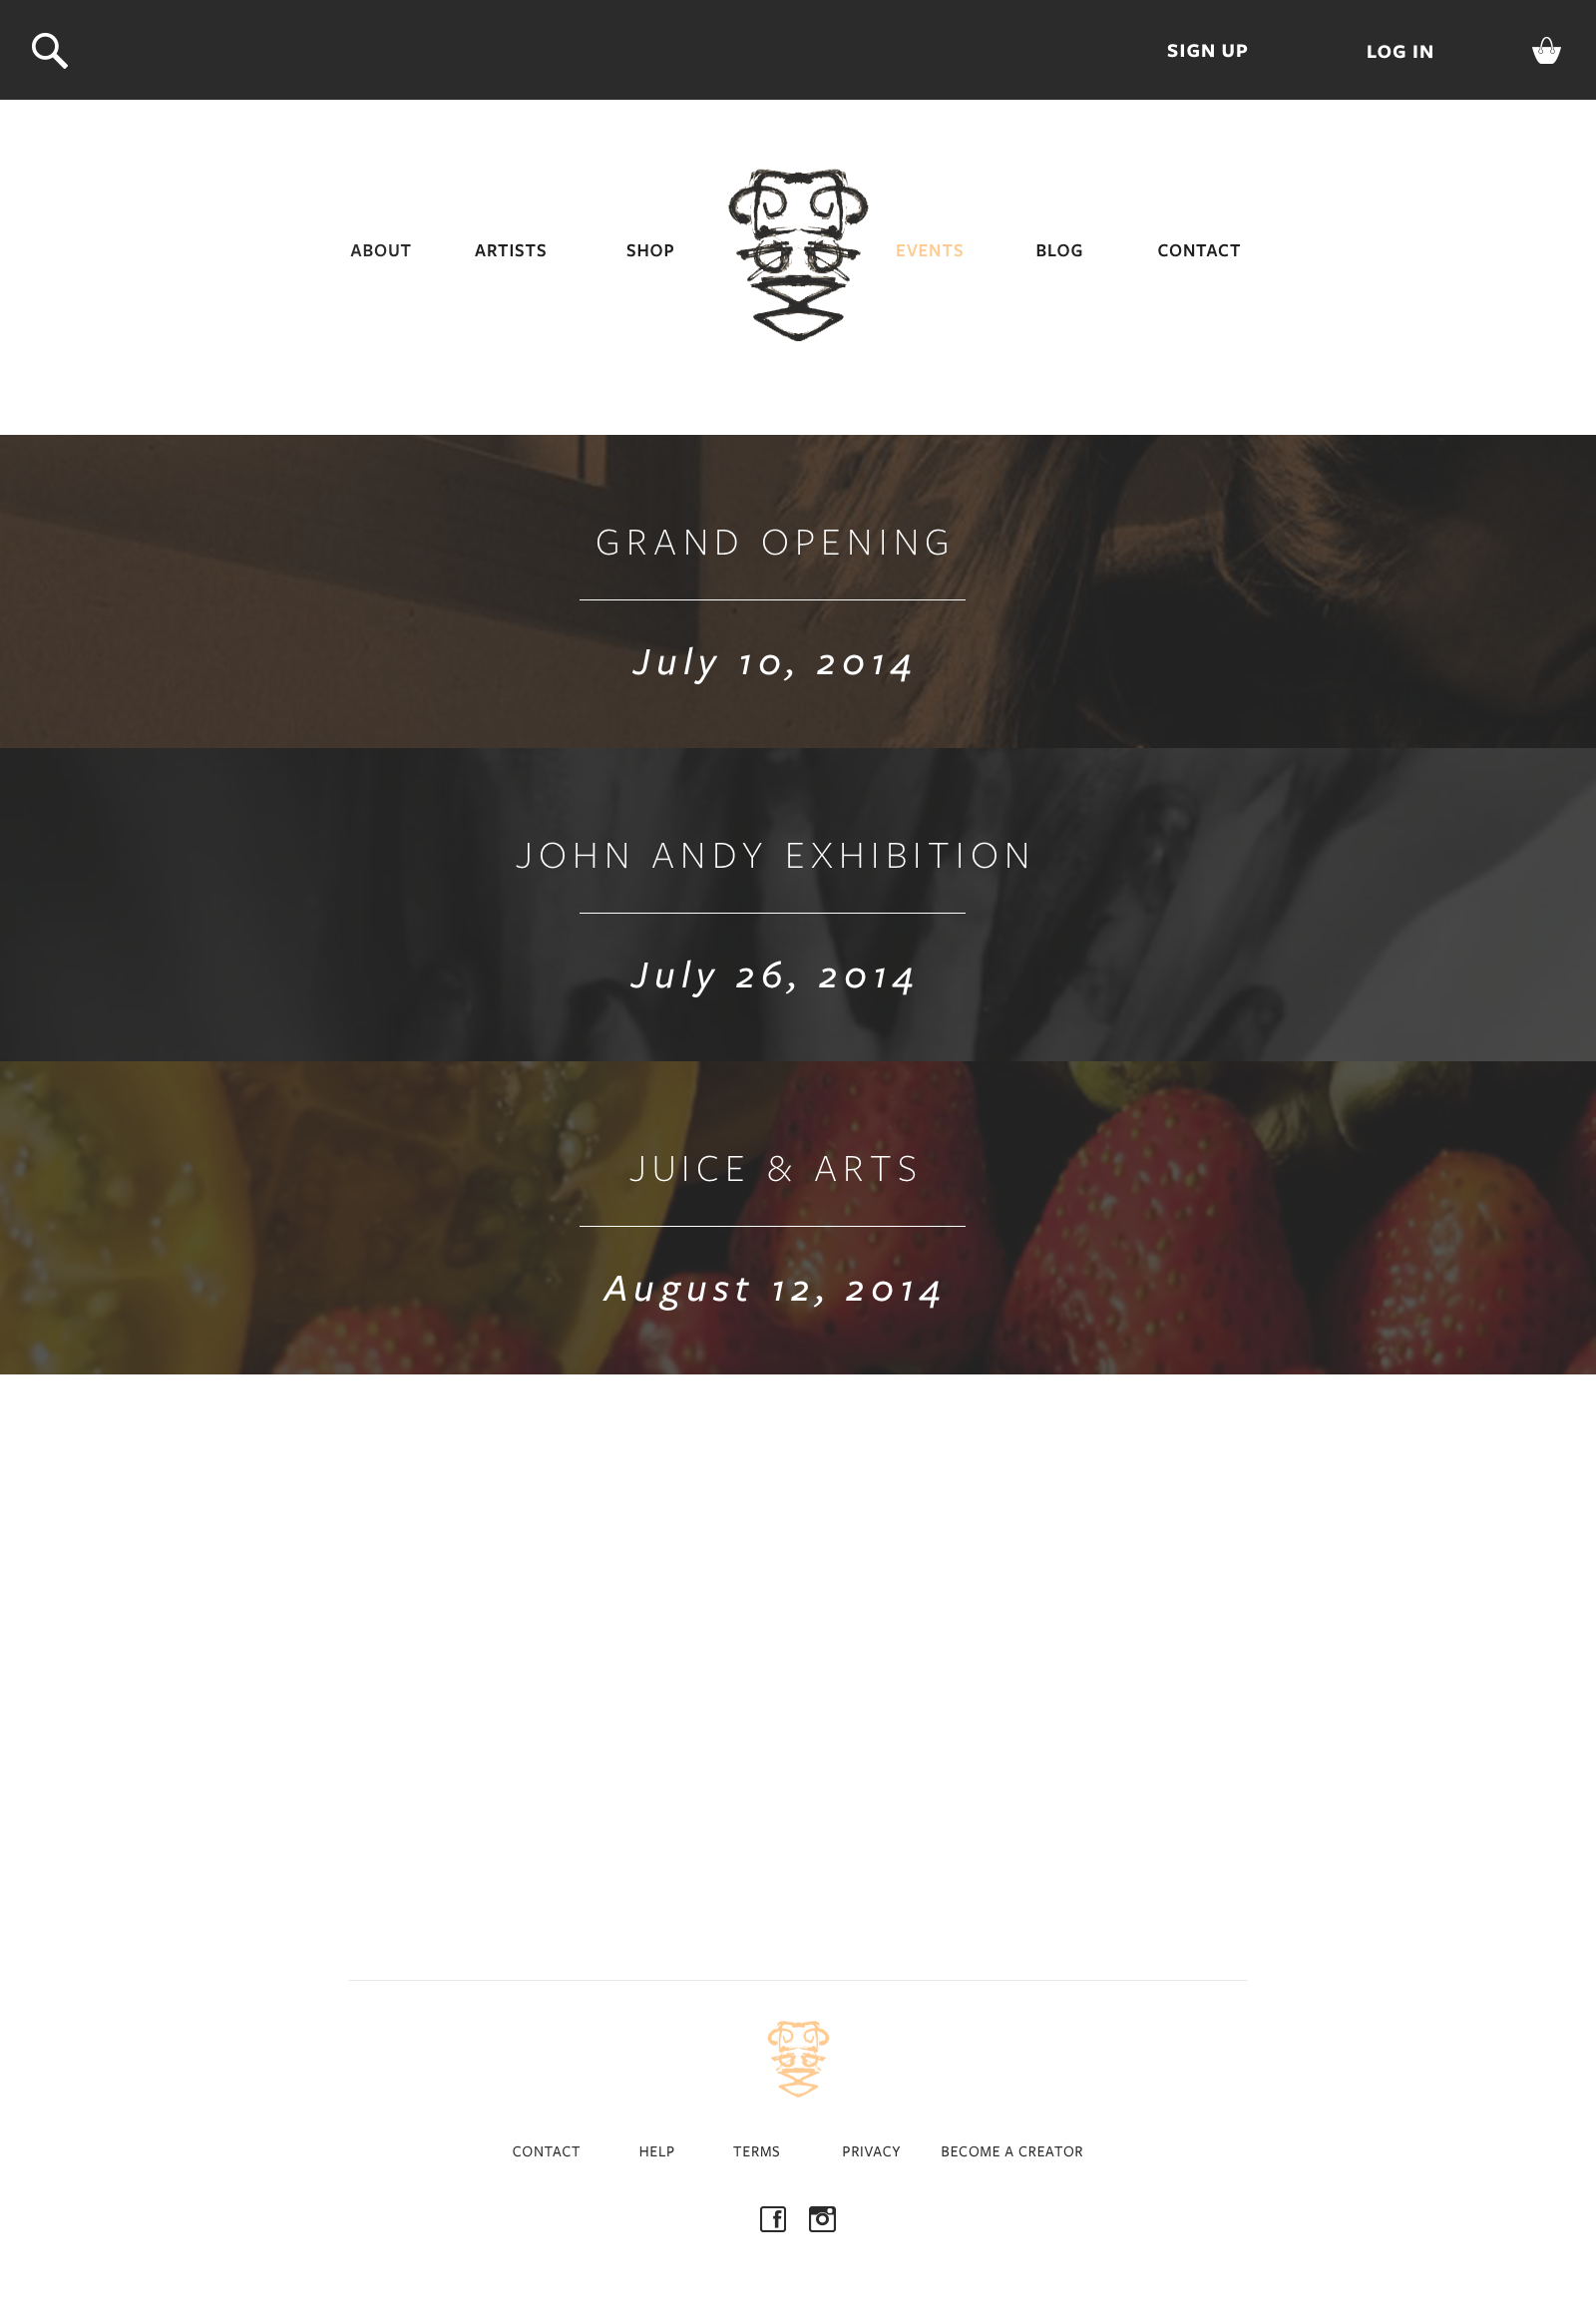 SIGN UP LOG IN
ABOUT ARTISTS SHOP EVENTS BLOG CONTACT
GRAND OPENING
July 10, 2014
JOHN ANDY EXHIBITION
July 26, 2014
JUICE & ARTS
August 12, 2014
CONTACT HELP TERMS PRIVACY BECOME A CREATOR